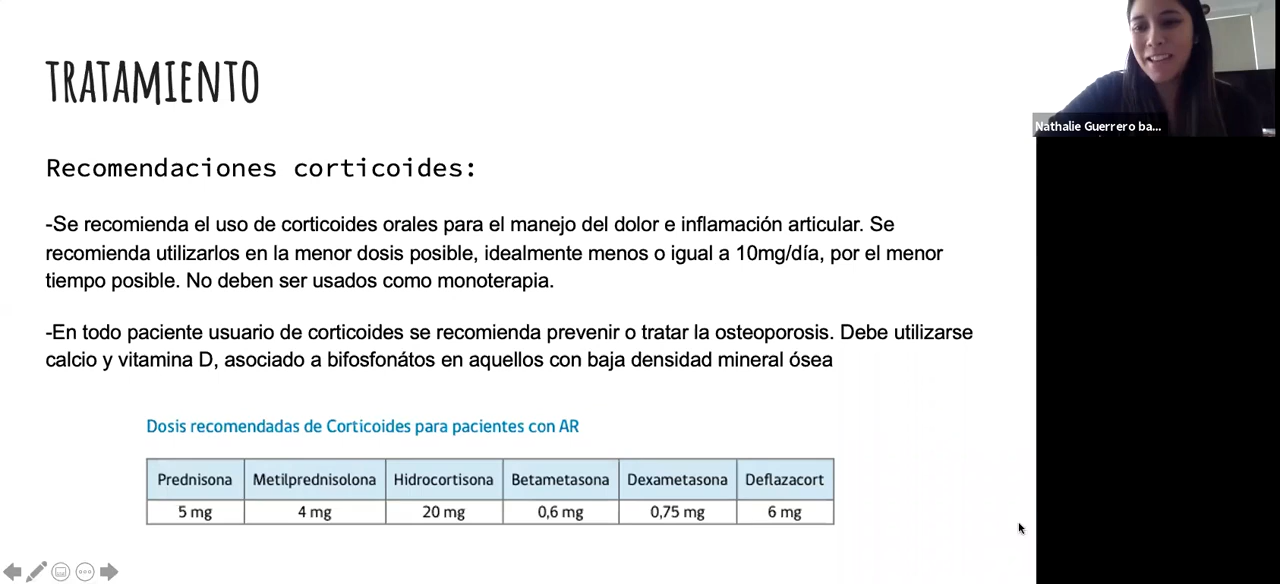 TRATAMIENTO
Recomendaciones corticoides:
-Se recomienda el uso de corticoides orales para el manejo del dolor e inflamación articular. Se
recomienda utilizarlos en la menor dosis posible, idealmente menos o igual a 10mg/día, por el menor
tiempo posible. No deben ser usados como monoterapia.
-En todo paciente usuario de corticoides se recomienda prevenir o tratar la osteoporosis. Debe utilizarse
calcio y vitamina D, asociado a bifosfonátos en aquellos con baja densidad mineral ósea
Dosis recomendadas de Corticoides para pacientes con AR
Prednisona Metilprednisolona Hidrocortisona Betametasona Dexametasona Deflazacort
5 mg 4 mg 20 mg 0,6 mg 0,75 mg 6 mg
Nathalie Guerrero ba...